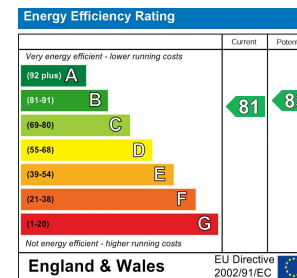 Energy Efficiency Rating
Current
Very energy efficient - lower running costs
(92 plus) A
(81-91) B
81
(69-80) C
(55-68) D
(39-54) E
(21-38) F
(1-20) G
Not energy efficient - higher running costs
England & Wales
EU Directive
2002/91/EC